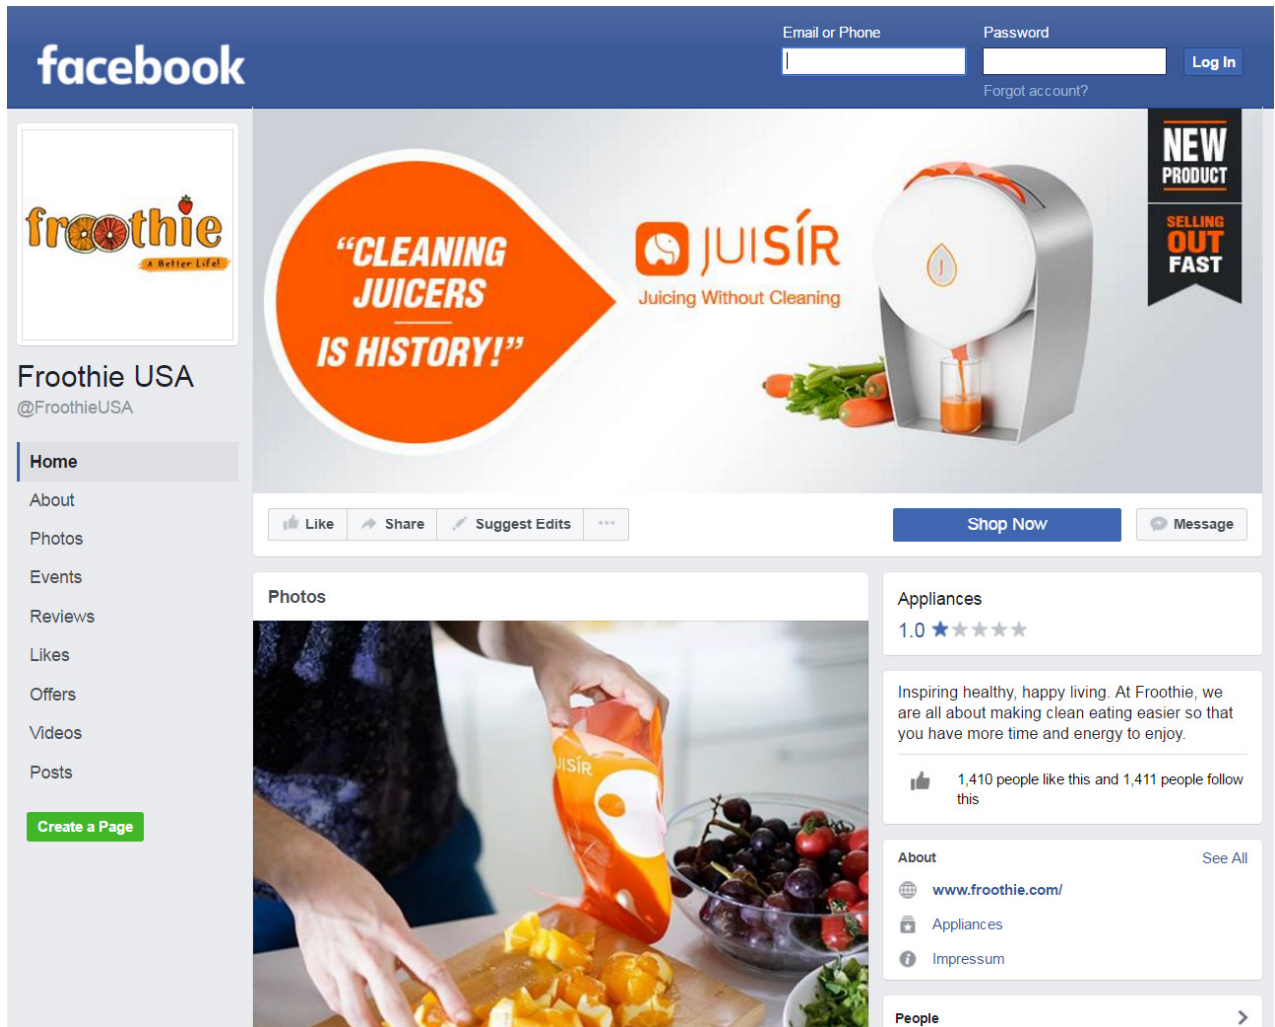 facebook
Email or Phone
Password
Log In
Forgot account?
froothie
A Better Life!
Froothie USA
@FroothieUSA
Home
About
Photos
Events
Reviews
Likes
Offers
Videos
Posts
Create a Page
“CLEANING
JUICERS
IS HISTORY!”
JUISÍR
Juicing Without Cleaning
J
NEW
PRODUCT
SELLING
OUT
FAST
Like
Share
Suggest Edits
Shop Now
Message
Photos
JUISÍR
Appliances
1.0
Inspiring healthy, happy living. At Froothie, we
are all about making clean eating easier so that
you have more time and energy to enjoy.
1,410 people like this and 1,411 people follow
this
About
See All
www.froothie.com/
Appliances
Impressum
People